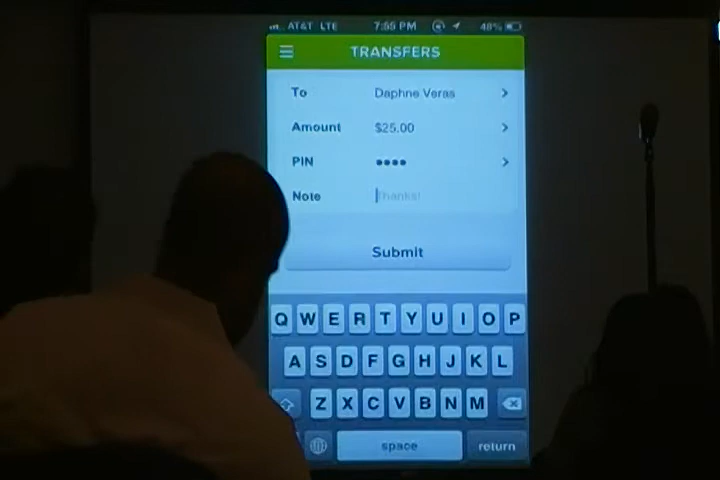 AT&T LTE 7:55 PM 48%
TRANSFERS
To Daphne Veras
Amount $25.00
PIN ••••
Note Thanks!
Submit
Q W E R T Y U I O P
A S D F G H J K L
Z X C V B N M
space return